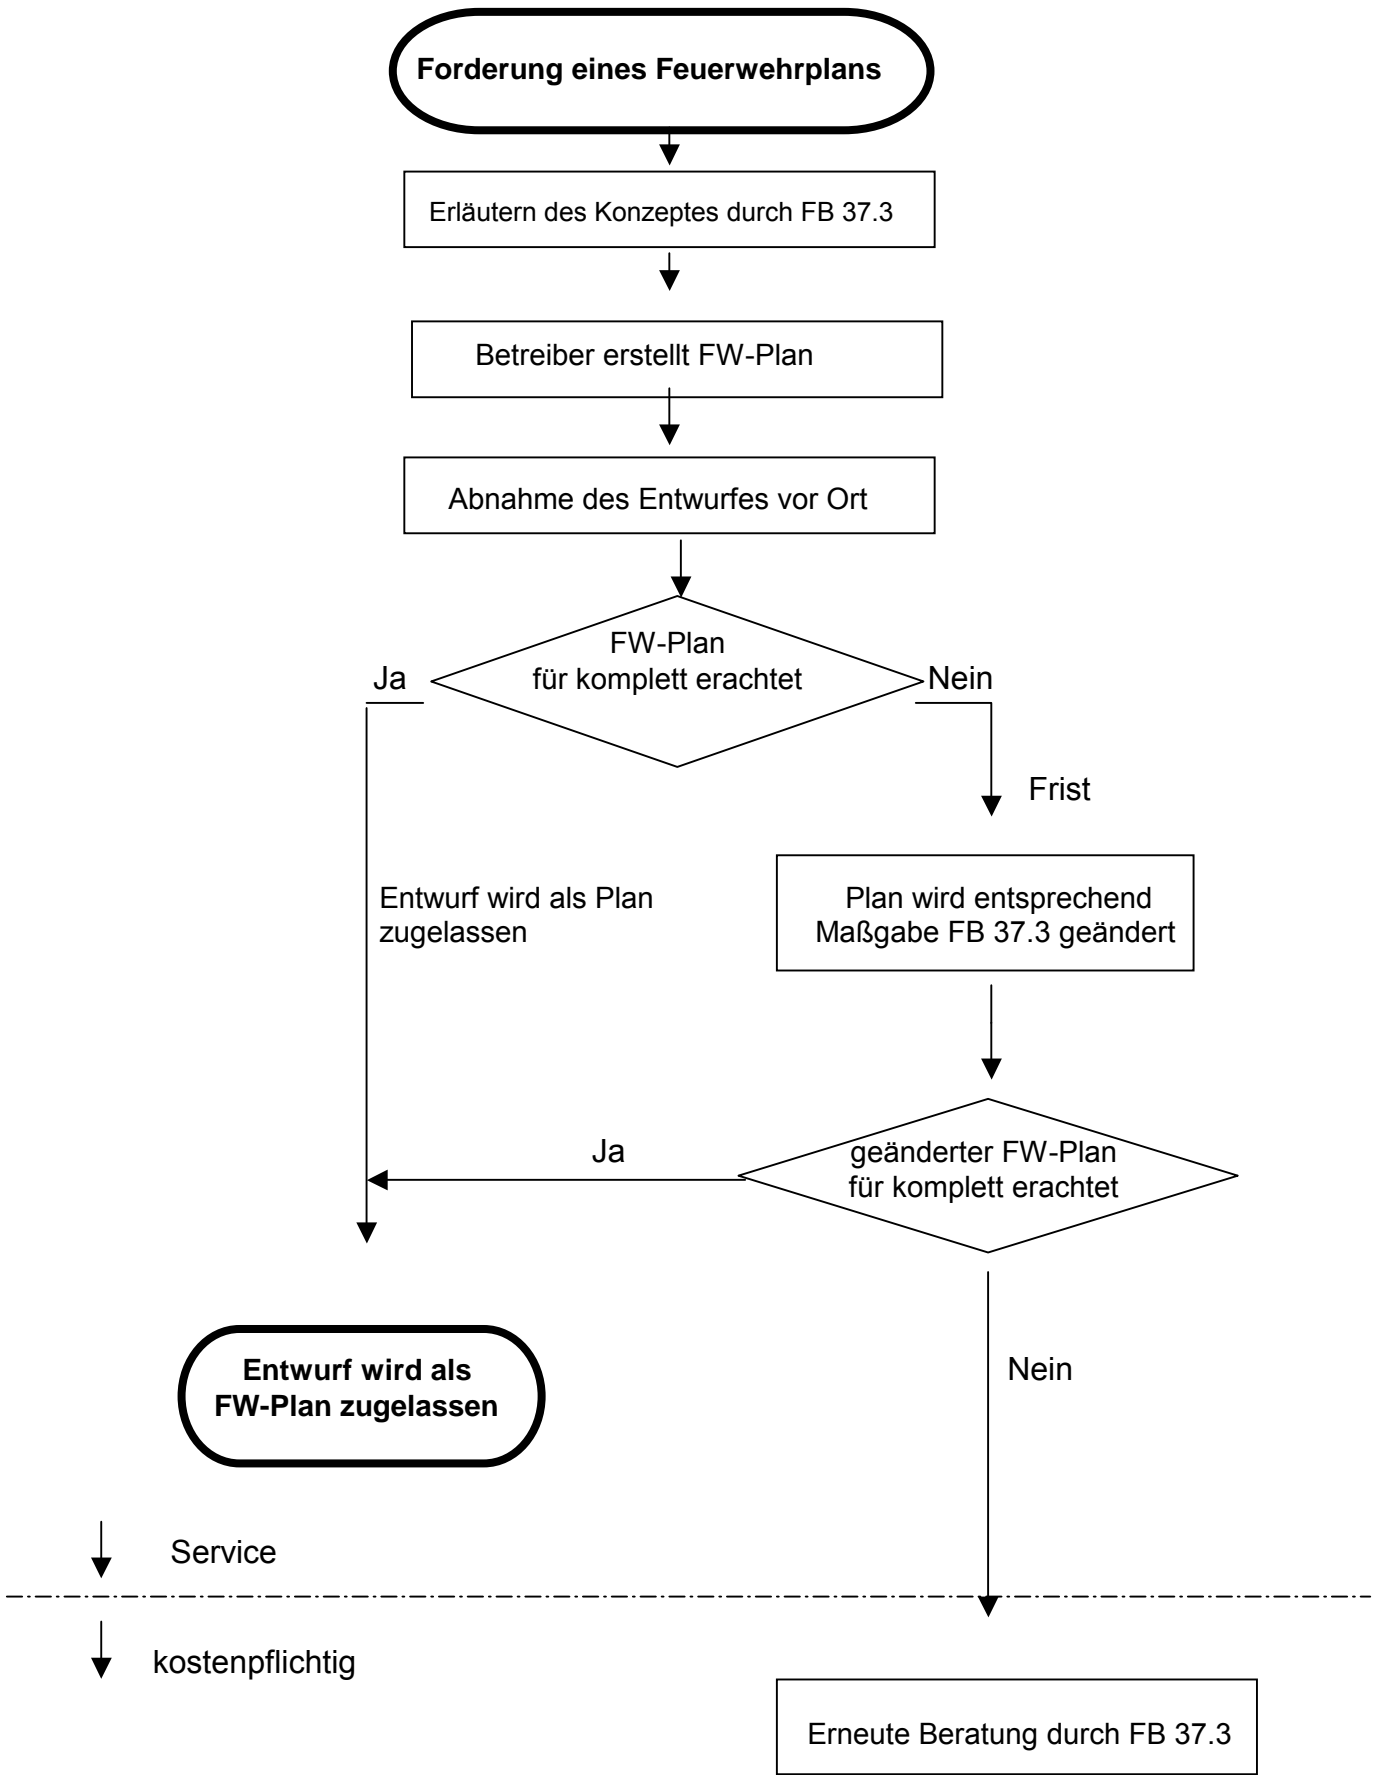 Forderung eines Feuerwehrplans
Erläutern des Konzeptes durch FB 37.3
Betreiber erstellt FW-Plan
Abnahme des Entwurfes vor Ort
FW-Plan
für komplett erachtet
Ja
Nein
Frist
Entwurf wird als Plan
zugelassen
Plan wird entsprechend
Maßgabe FB 37.3 geändert
Ja
geänderter FW-Plan
für komplett erachtet
Entwurf wird als
FW-Plan zugelassen
Nein
Service
kostenpflichtig
Erneute Beratung durch FB 37.3